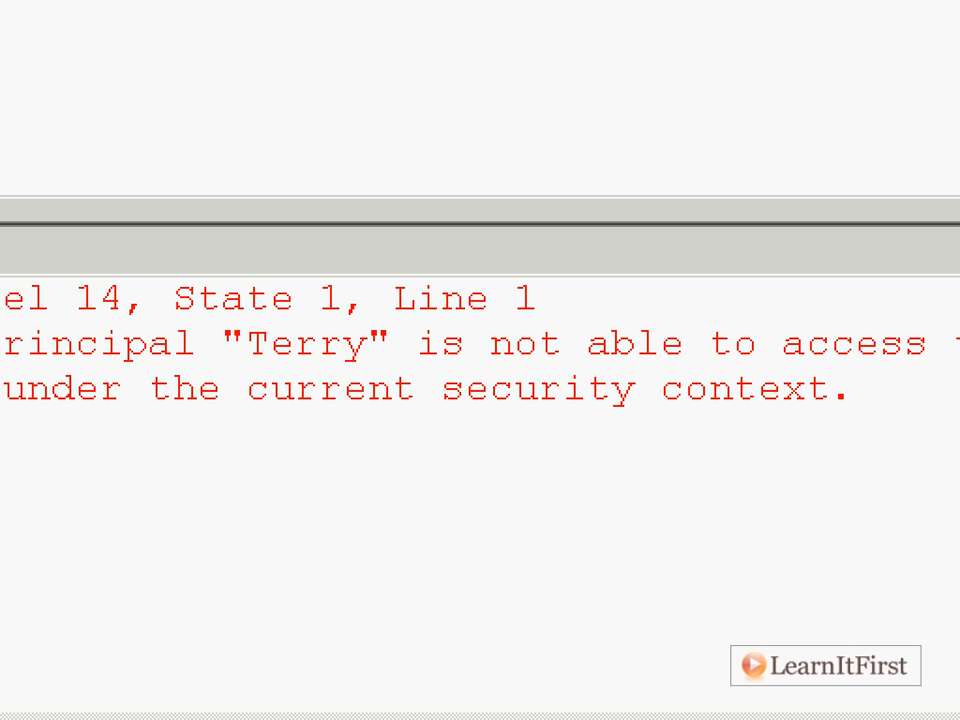 el 14, State 1, Line 1
rincipal "Terry" is not able to access
under the current security context.
LearnItFirst